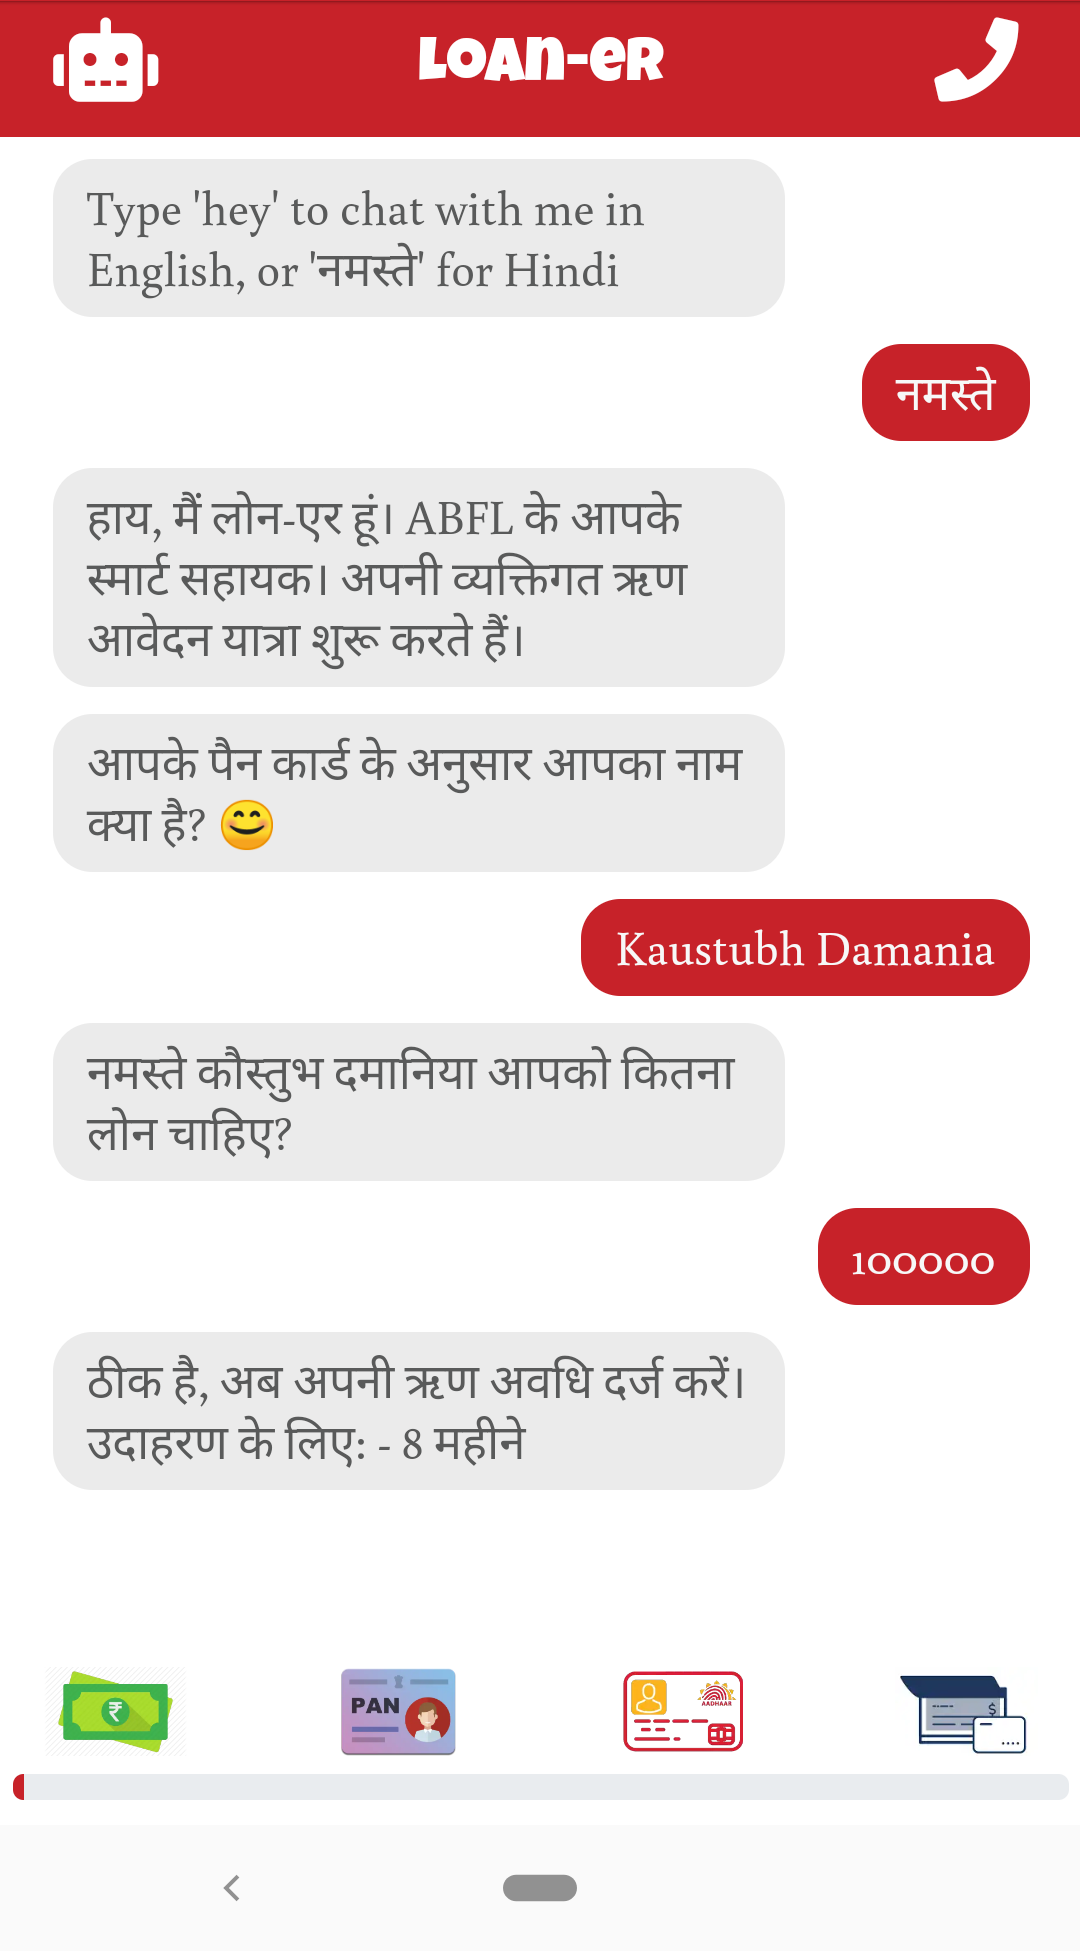 Loan-er
Type 'hey' to chat with me in
English, or 'नमस्ते' for Hindi
नमस्ते
हाय, मैं लोन-एर हूं। ABFL के आपके
स्मार्ट सहायक। अपनी व्यक्तिगत ऋण
आवेदन यात्रा शुरू करते हैं।
आपके पैन कार्ड के अनुसार आपका नाम
क्या है? 😊
Kaustubh Damania
नमस्ते कौस्तुभ दमानिया आपको कितना
लोन चाहिए?
100000
ठीक है, अब अपनी ऋण अवधि दर्ज करें।
उदाहरण के लिए: - 8 महीने
₹
PAN
AADHAAR
$